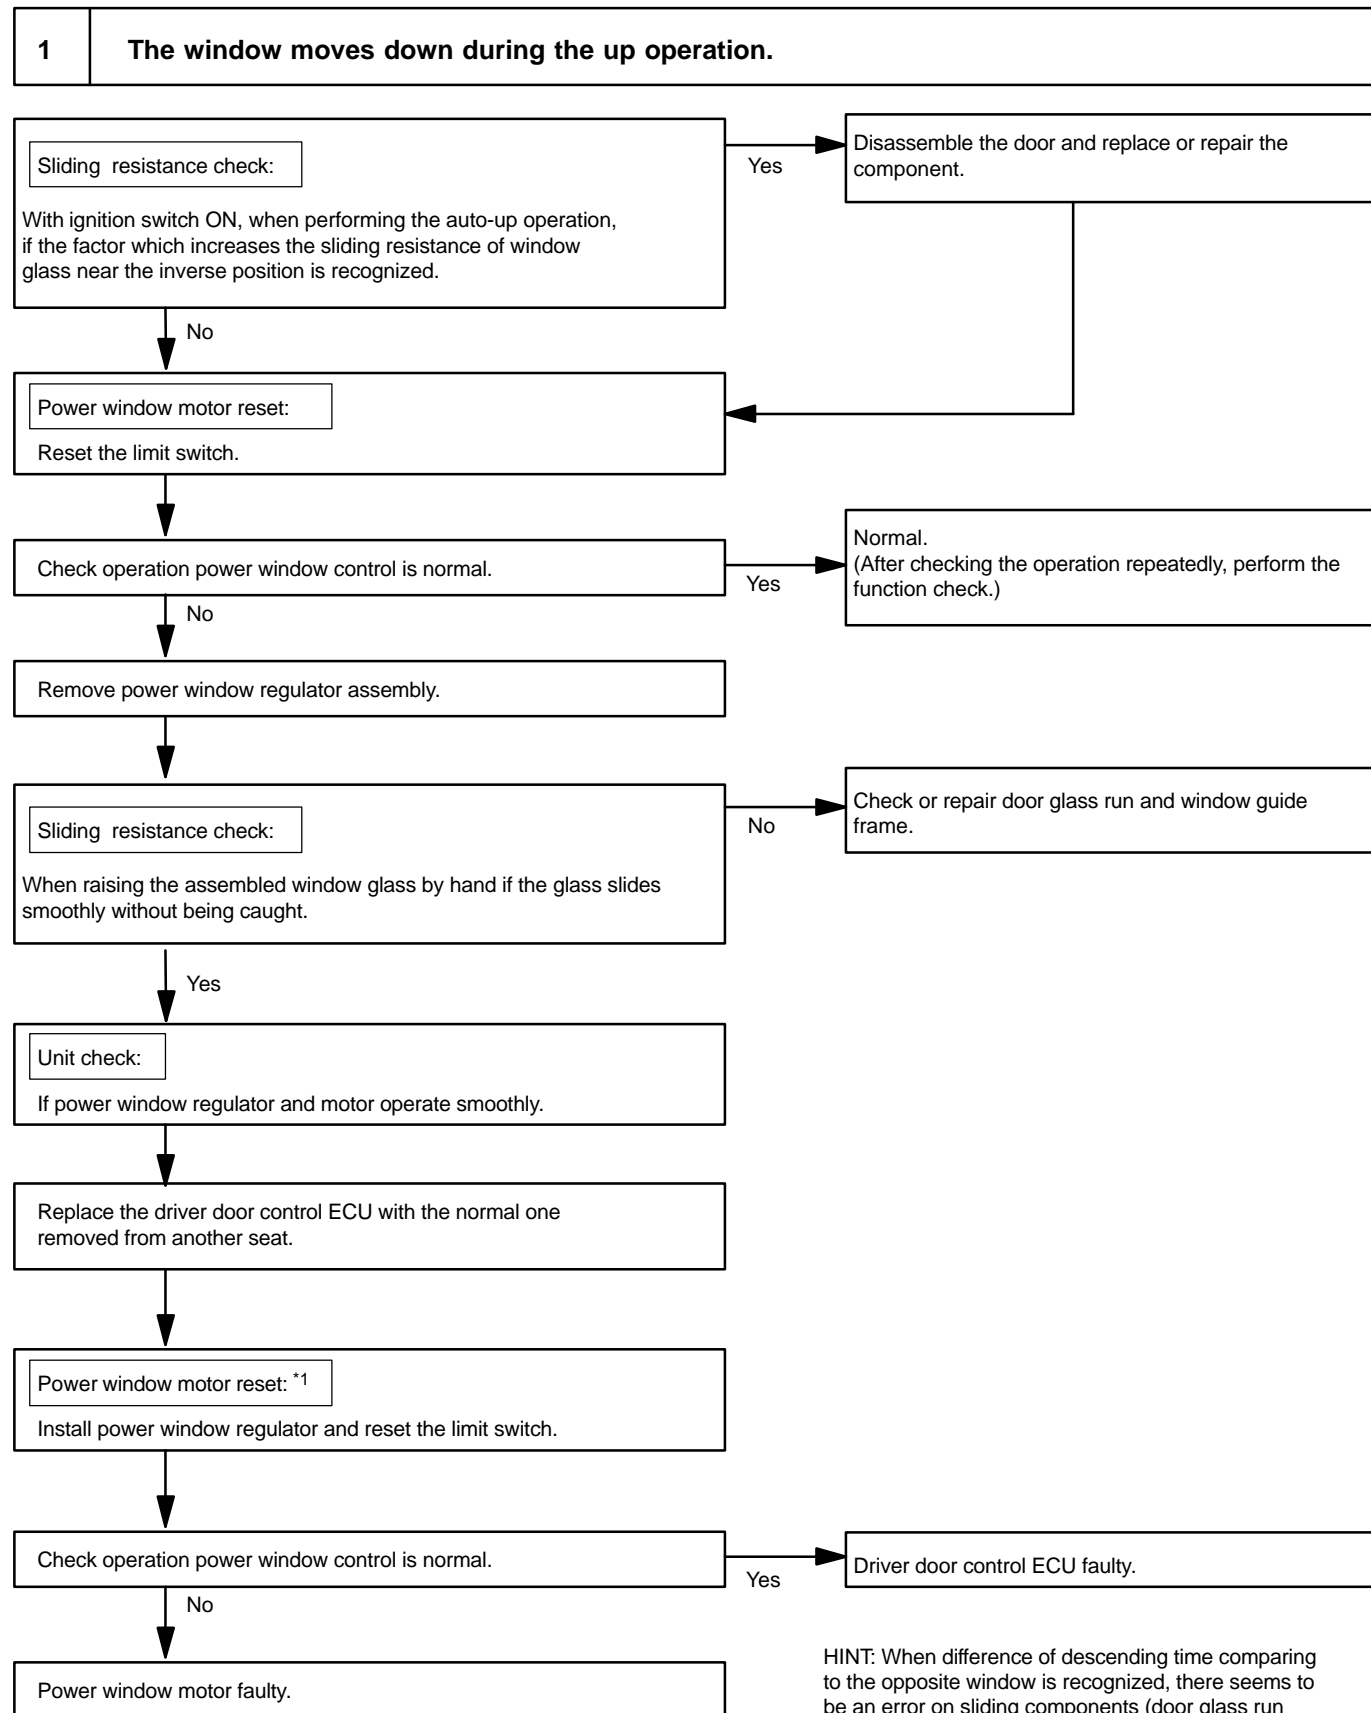 1 The window moves down during the up operation.
Sliding resistance check:
With ignition switch ON, when performing the auto-up operation,
if the factor which increases the sliding resistance of window
glass near the inverse position is recognized.
Yes
Disassemble the door and replace or repair the
component.
No
Power window motor reset:
Reset the limit switch.
Check operation power window control is normal.
Yes
Normal.
(After checking the operation repeatedly, perform the
function check.)
No
Remove power window regulator assembly.
Sliding resistance check:
When raising the assembled window glass by hand if the glass slides
smoothly without being caught.
No
Check or repair door glass run and window guide
frame.
Yes
Unit check:
If power window regulator and motor operate smoothly.
Replace the driver door control ECU with the normal one
removed from another seat.
Power window motor reset: *1
Install power window regulator and reset the limit switch.
Check operation power window control is normal.
Yes
Driver door control ECU faulty.
No
Power window motor faulty.
HINT: When difference of descending time comparing
to the opposite window is recognized, there seems to
be an error on sliding components (door glass run